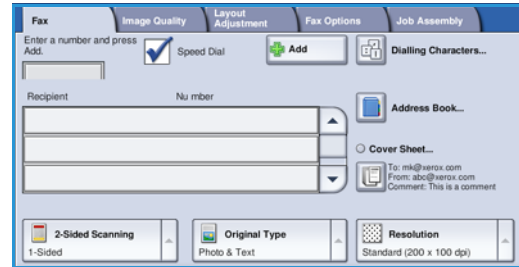 Fax
Image Quality
Layout
Adjustment
Fax Options
Job Assembly
Enter a number and press
Add.
Speed Dial
Add
Dialling Characters...
Recipient
Nu mber
Address Book...
Cover Sheet...
To: mk@xerox.com
From: abc@xerox.com
Comment: This is a comment
2-Sided Scanning
1-Sided
Original Type
Photo & Text
Resolution
Standard (200 x 100 dpi)